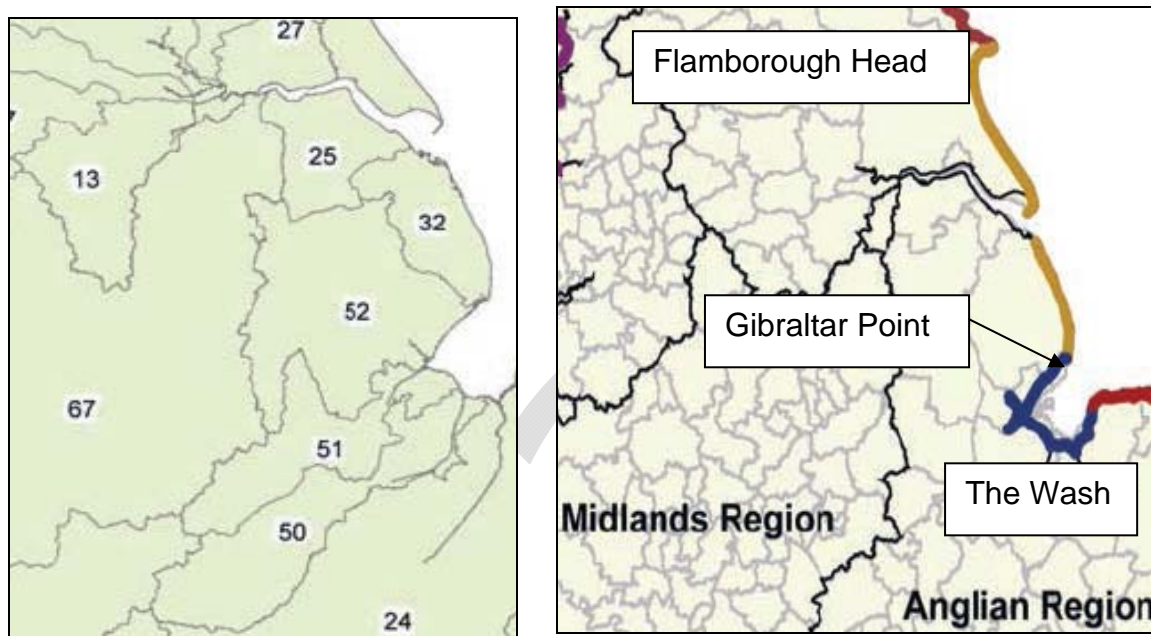 27
25
13
32
52
67
51
50
24
Flamborough Head
Gibraltar Point
The Wash
Midlands Region
Anglian Region